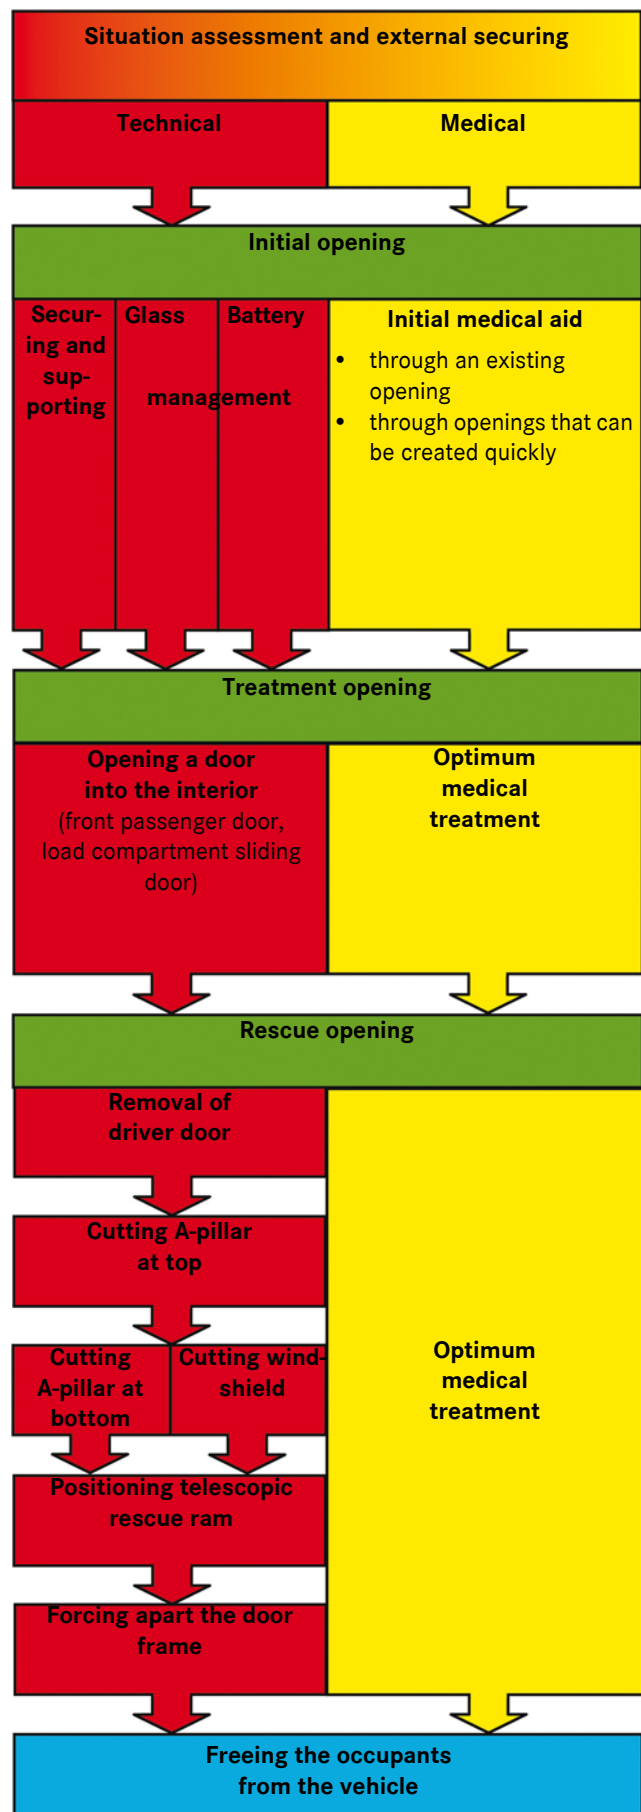 Situation assessment and external securing
Technical
Medical
Initial opening
Secur-
ing and
sup-
porting
Glass
Battery
management
Initial medical aid
• through an existing
opening
• through openings that can
be created quickly
Treatment opening
Opening a door
into the interior
(front passenger door,
load compartment sliding
door)
Optimum
medical
treatment
Rescue opening
Removal of
driver door
Cutting A-pillar
at top
Cutting
A-pillar at
bottom
Cutting wind-
shield
Optimum
medical
treatment
Positioning telescopic
rescue ram
Forcing apart the door
frame
Freeing the occupants
from the vehicle